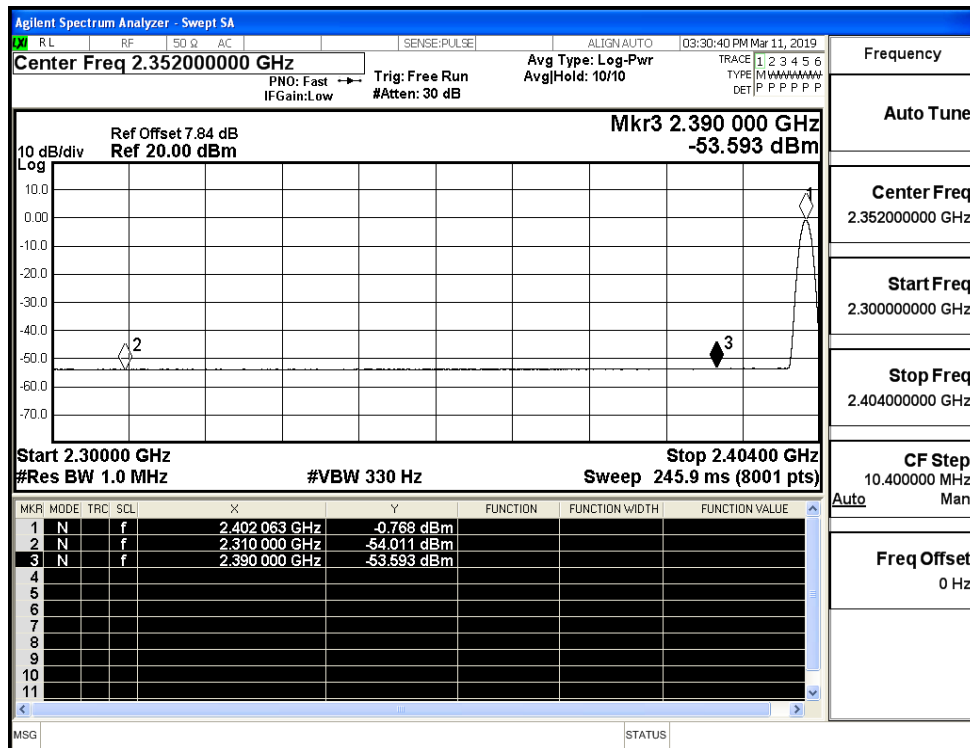 Agilent Spectrum Analyzer - Swept SA
LXI RL RF 50 Ω AC SENSE:PULSE ALIGN AUTO 03:30:40 PM Mar 11, 2019
Center Freq 2.352000000 GHz
PNO: Fast
IFGain:Low
Trig: Free Run
#Atten: 30 dB
Avg Type: Log-Pwr
Avg|Hold: 10/10
TRACE 1 2 3 4 5 6
TYPE M W W W W W
DET P P P P P P
Mkr3 2.390 000 GHz
-53.593 dBm
Ref Offset 7.84 dB
10 dB/div Ref 20.00 dBm
Log
10.0
0.00
-10.0
-20.0
-30.0
-40.0
-50.0
-60.0
-70.0
1
2
3
Start 2.30000 GHz Stop 2.40400 GHz
#Res BW 1.0 MHz #VBW 330 Hz Sweep 245.9 ms (8001 pts)
MKR MODE TRC SCL X Y FUNCTION FUNCTION WIDTH FUNCTION VALUE
1 N f 2.402 063 GHz -0.768 dBm
2 N f 2.310 000 GHz -54.011 dBm
3 N f 2.390 000 GHz -53.593 dBm
4
5
6
7
8
9
10
11
MSG STATUS
Frequency
Auto Tune
Center Freq
2.352000000 GHz
Start Freq
2.300000000 GHz
Stop Freq
2.404000000 GHz
CF Step
10.400000 MHz
Auto Man
Freq Offset
0 Hz